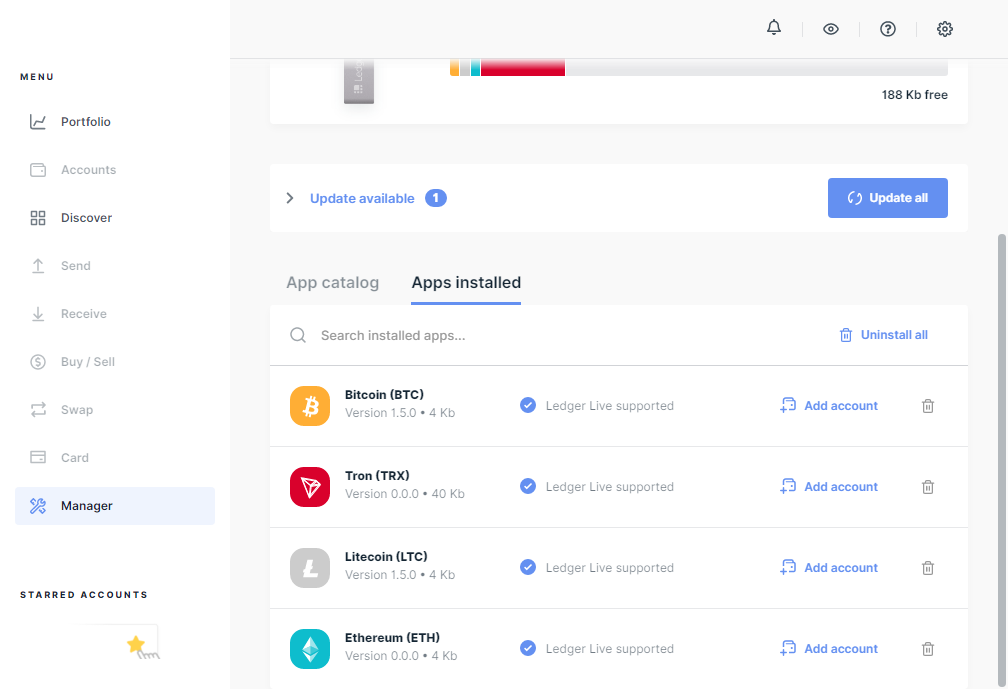 MENU
Portfolio
Accounts
Discover
Send
Receive
Buy / Sell
Swap
Card
Manager
STARRED ACCOUNTS
188 Kb free
Update available 1
Update all
App catalog
Apps installed
Search installed apps...
Uninstall all
Bitcoin (BTC)
Version 1.5.0 • 4 Kb
Ledger Live supported
Add account
Tron (TRX)
Version 0.0.0 • 40 Kb
Ledger Live supported
Add account
Litecoin (LTC)
Version 1.5.0 • 4 Kb
Ledger Live supported
Add account
Ethereum (ETH)
Version 0.0.0 • 4 Kb
Ledger Live supported
Add account